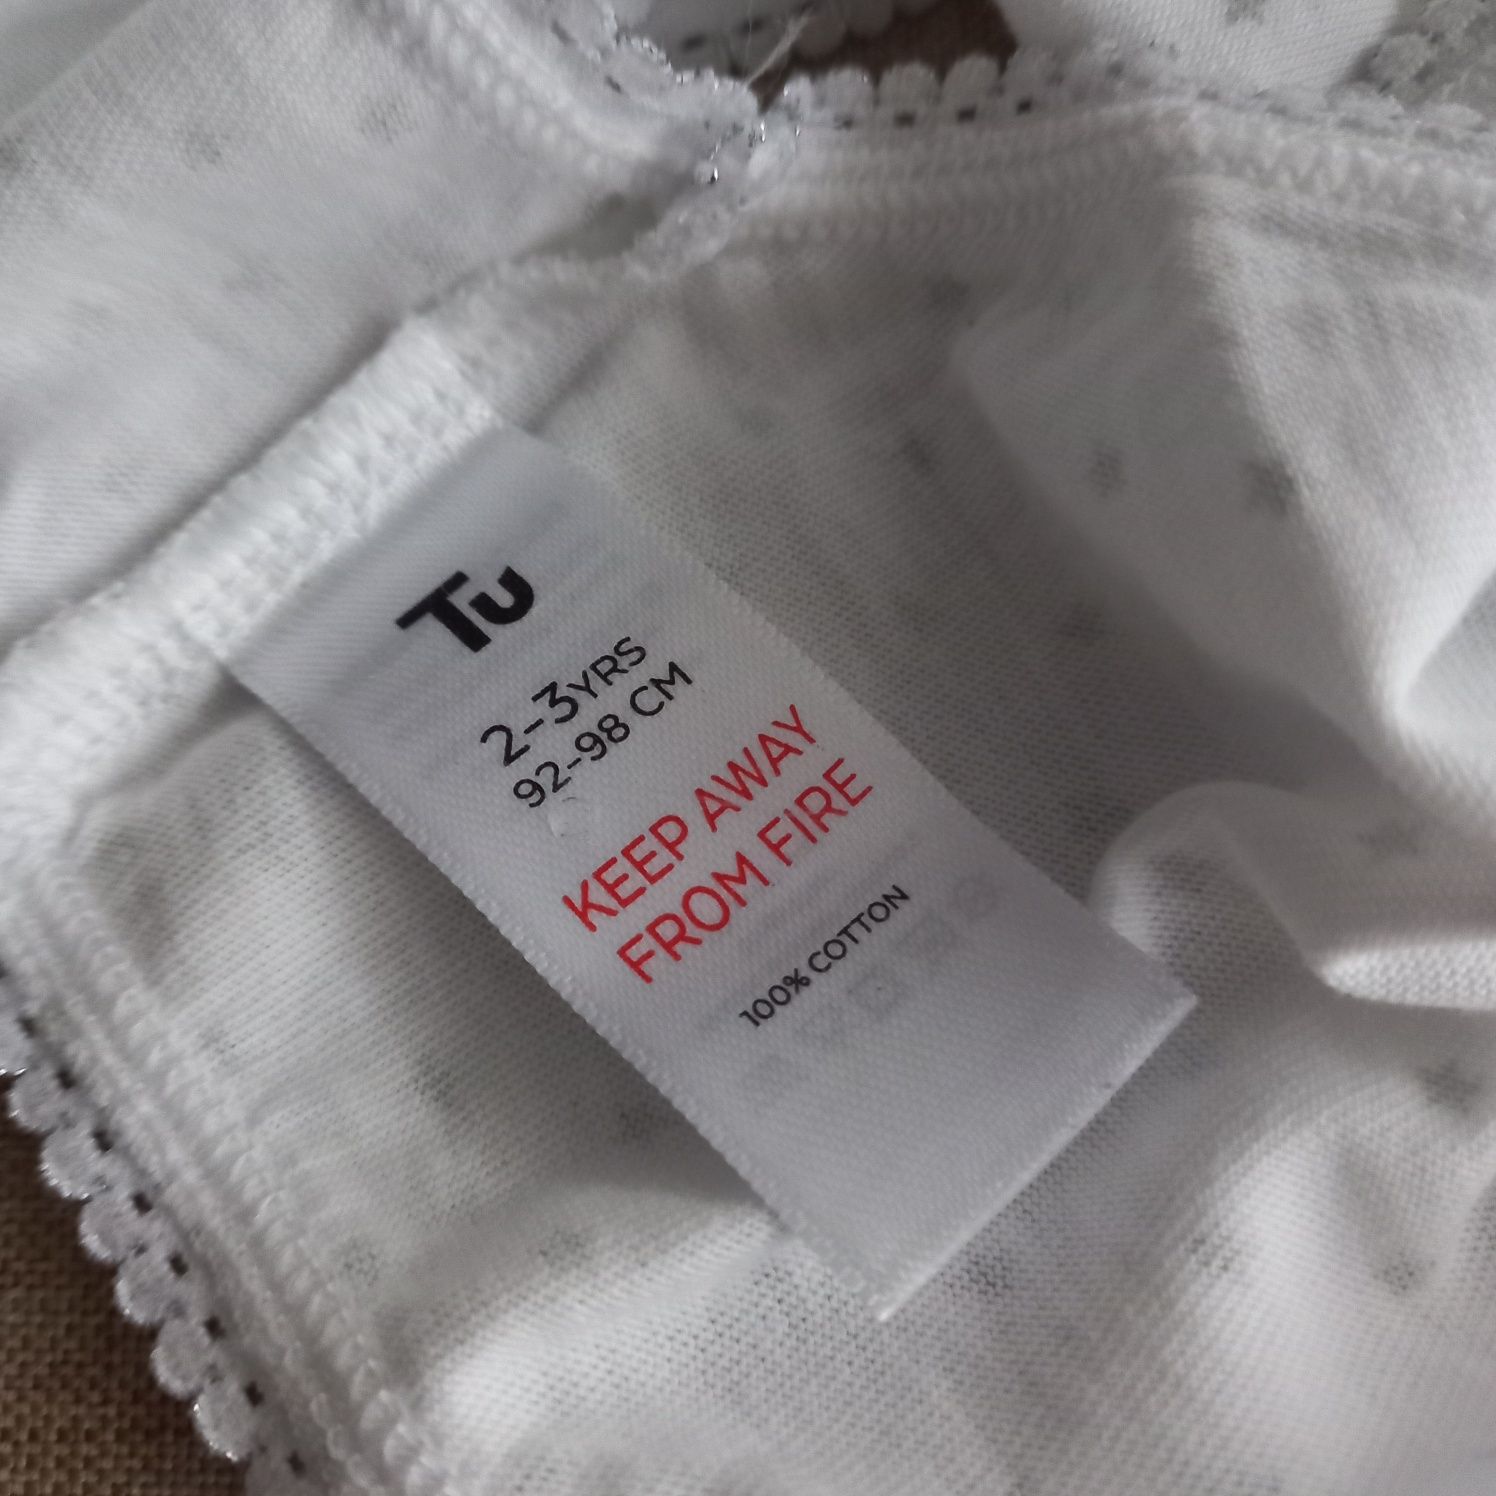 Tu
2-3YRS
92-98 CM
KEEP AWAY
FROM FIRE
100% COTTON